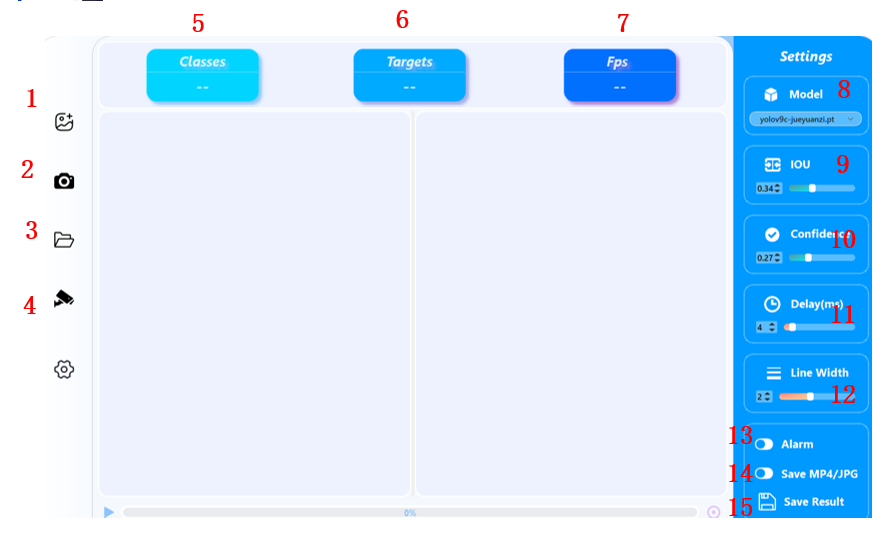 5 6 7
Classes Targets Fps Settings
-- -- --
1 Model 8
yolov9c-jueyuanzi.pt
2 IOU 9
0.34
3 Confidence 10
0.27
4 Delay(ms) 11
4
Line Width
2 12
13 Alarm
14 Save MP4/JPG
15 Save Result
0%